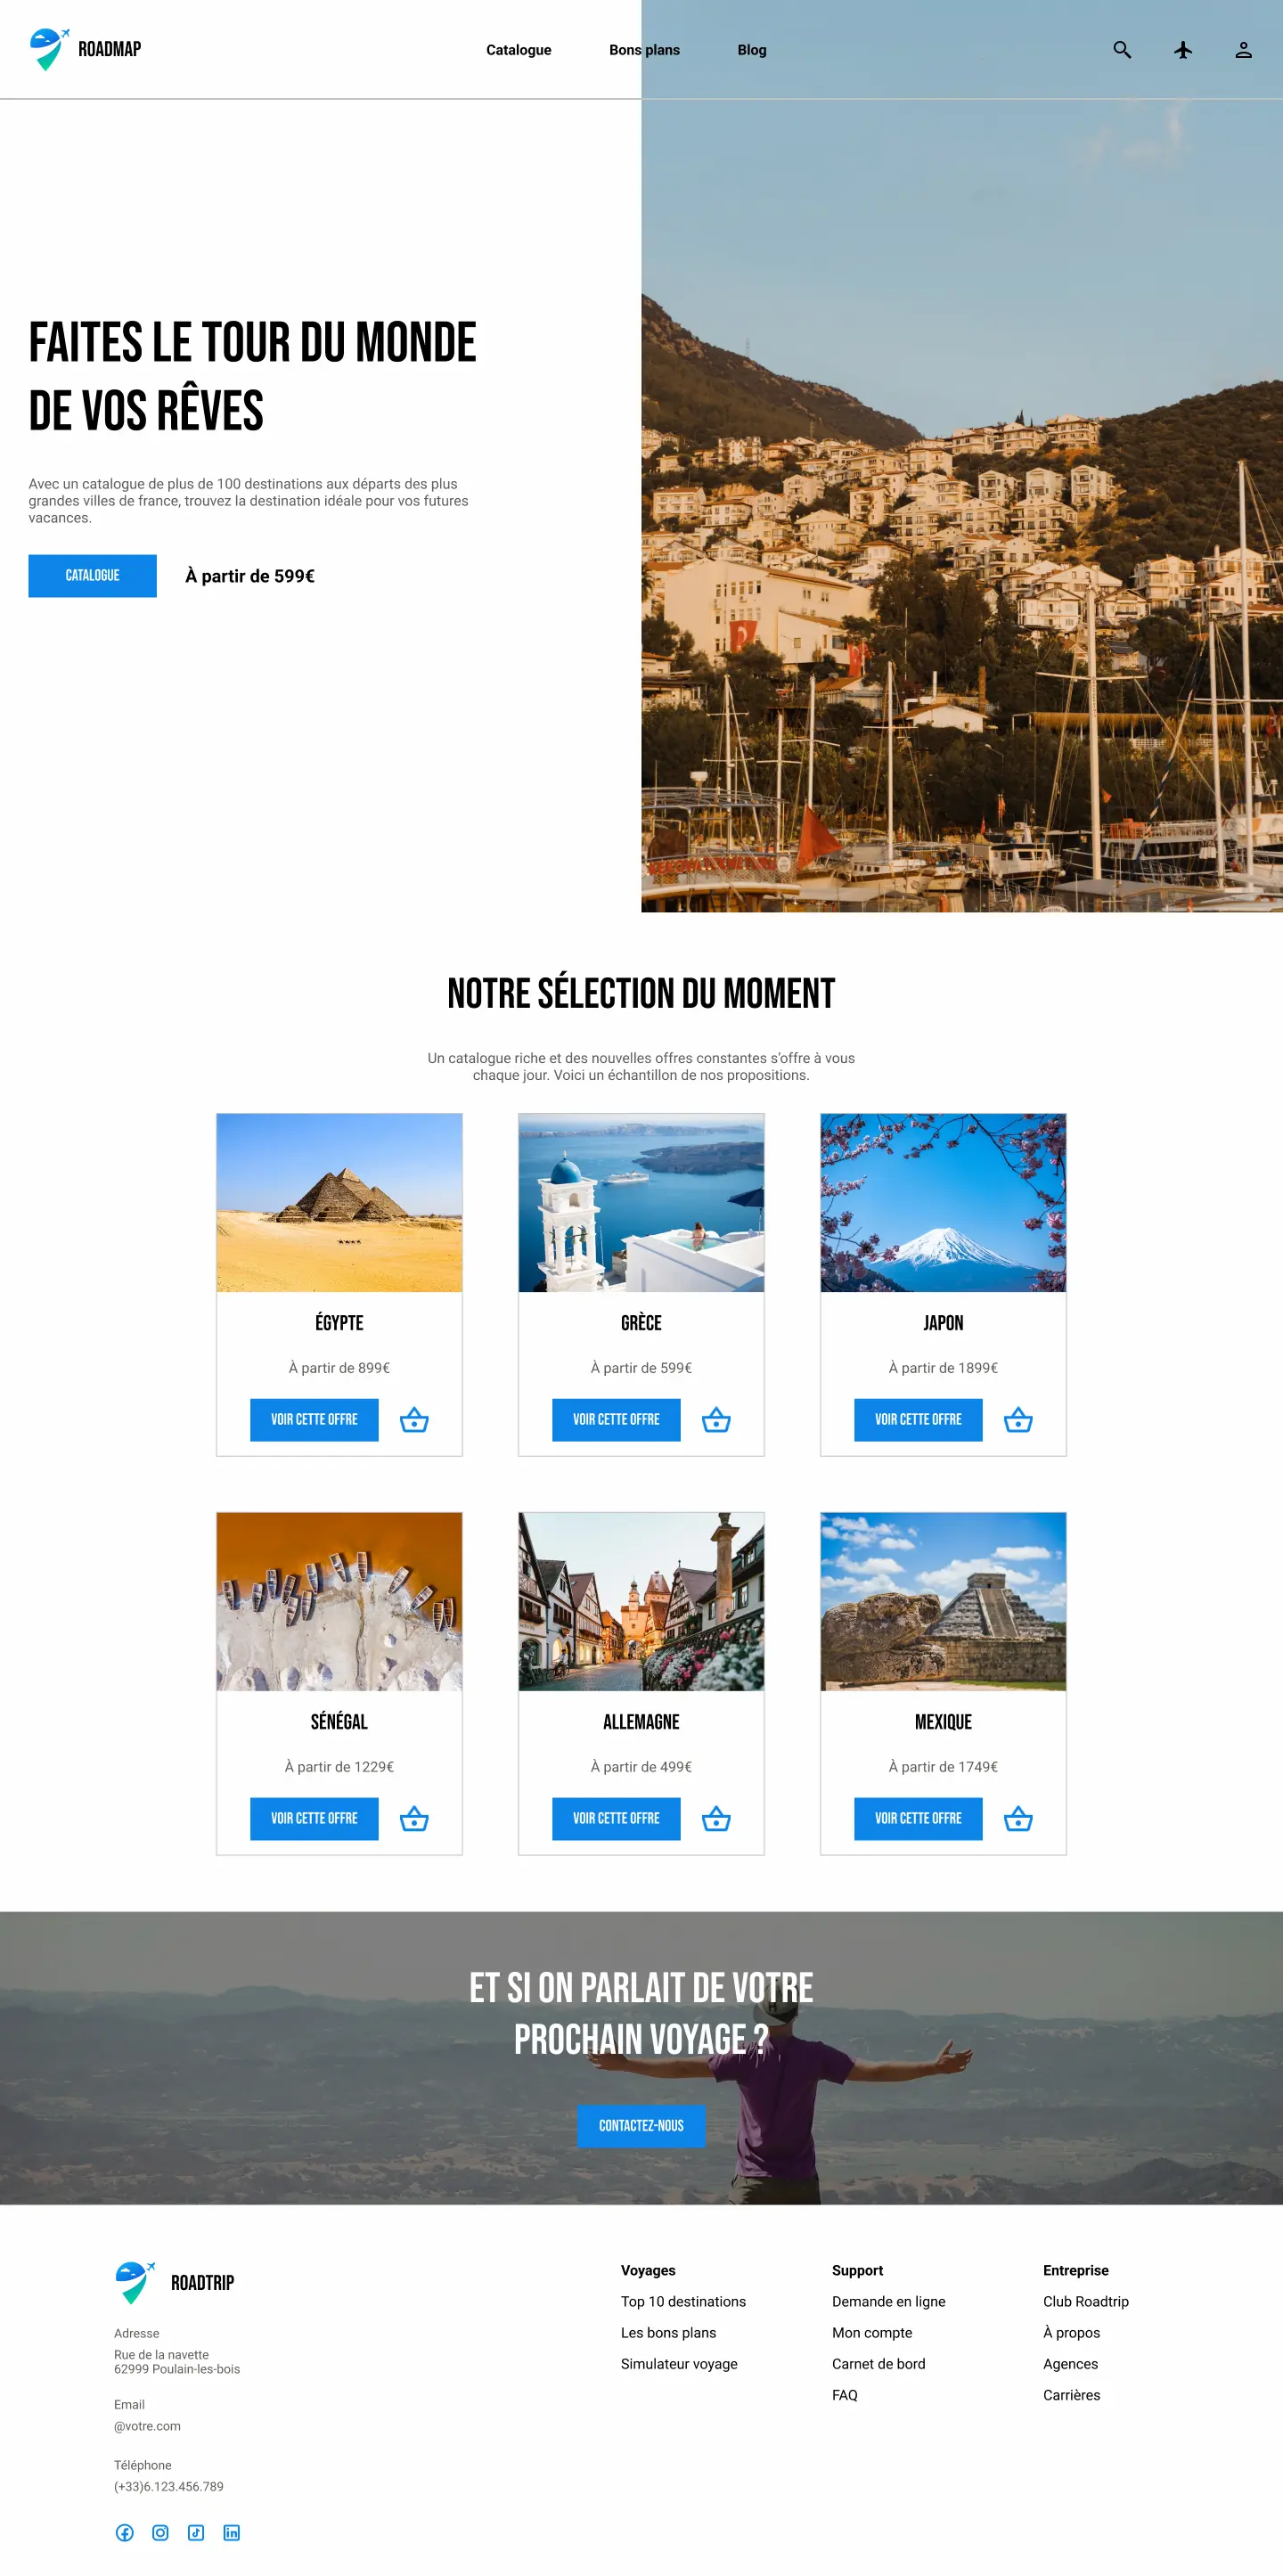 ROADMAP
Catalogue
Bons plans
Blog
FAITES LE TOUR DU MONDE
DE VOS RÊVES
Avec un catalogue de plus de 100 destinations aux départs des plus
grandes villes de france, trouvez la destination idéale pour vos futures
vacances.
CATALOGUE
À partir de 599€
NOTRE SÉLECTION DU MOMENT
Un catalogue riche et des nouvelles offres constantes s'offre à vous
chaque jour. Voici un échantillon de nos propositions.
ÉGYPTE
À partir de 899€
VOIR CETTE OFFRE
GRÈCE
À partir de 599€
VOIR CETTE OFFRE
JAPON
À partir de 1899€
VOIR CETTE OFFRE
SÉNÉGAL
À partir de 1229€
VOIR CETTE OFFRE
ALLEMAGNE
À partir de 499€
VOIR CETTE OFFRE
MEXIQUE
À partir de 1749€
VOIR CETTE OFFRE
ET SI ON PARLAIT DE VOTRE
PROCHAIN VOYAGE ?
CONTACTEZ-NOUS
ROADTRIP
Adresse
Rue de la navette
62999 Poulain-les-bois
Email
@votre.com
Téléphone
(+33)6.123.456.789
Voyages
Top 10 destinations
Les bons plans
Simulateur voyage
Support
Demande en ligne
Mon compte
Carnet de bord
FAQ
Entreprise
Club Roadtrip
À propos
Agences
Carrières